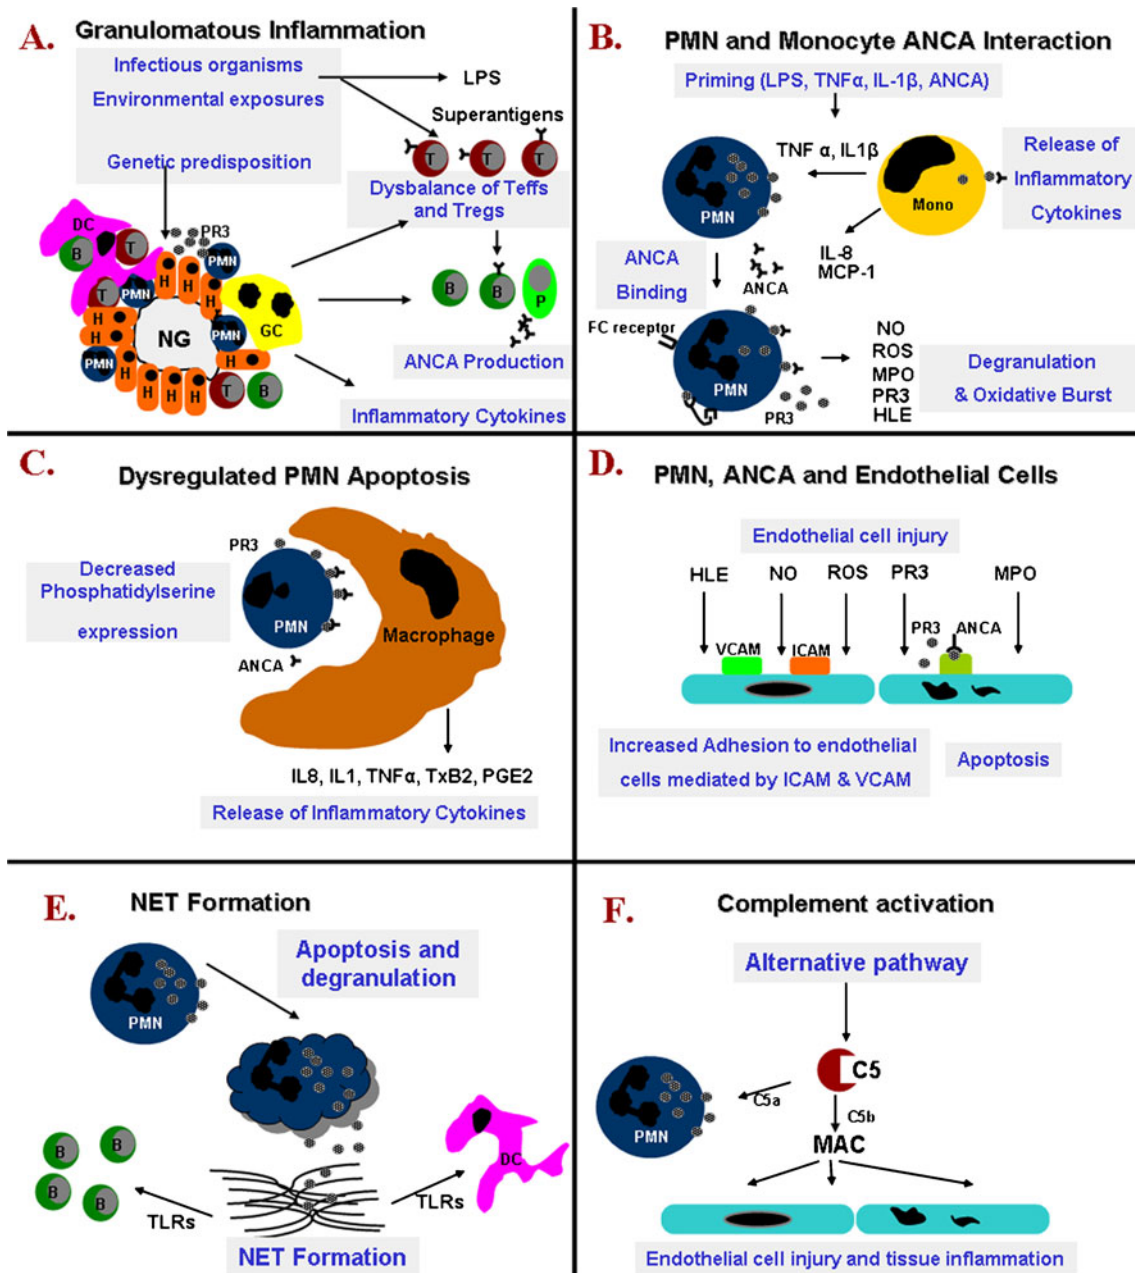 A.
Granulomatous Inflammation
Infectious organisms
Environmental exposures
Genetic predisposition
LPS
Superantigens
T
T
T
Dysbalance of Teffs
and Tregs
DC
B
T
PR3
PMN
H
H
H
H
T
PMN
H
H
GC
NG
PMN
PMN
H
H
H
H
H
T
B
B
B
P
ANCA Production
Inflammatory Cytokines
B.
PMN and Monocyte ANCA Interaction
Priming (LPS, TNFα, IL-1β, ANCA)
TNF α, IL1β
PMN
Mono
Release of
Inflammatory
Cytokines
IL-8
MCP-1
ANCA
Binding
ANCA
FC receptor
PMN
PR3
NO
ROS
MPO
PR3
HLE
Degranulation
& Oxidative Burst
C.
Dysregulated PMN Apoptosis
PR3
Decreased
Phosphatidylserine
expression
PMN
Macrophage
ANCA
IL8, IL1, TNFα, TxB2, PGE2
Release of Inflammatory Cytokines
D.
PMN, ANCA and Endothelial Cells
Endothelial cell injury
HLE NO ROS PR3 MPO
PR3 ANCA
VCAM ICAM
Increased Adhesion to endothelial
cells mediated by ICAM & VCAM
Apoptosis
E.
NET Formation
Apoptosis and
degranulation
PMN
B
B
B
B
TLRs
TLRs
DC
NET Formation
F.
Complement activation
Alternative pathway
C5
C5a
C5b
PMN
MAC
Endothelial cell injury and tissue inflammation